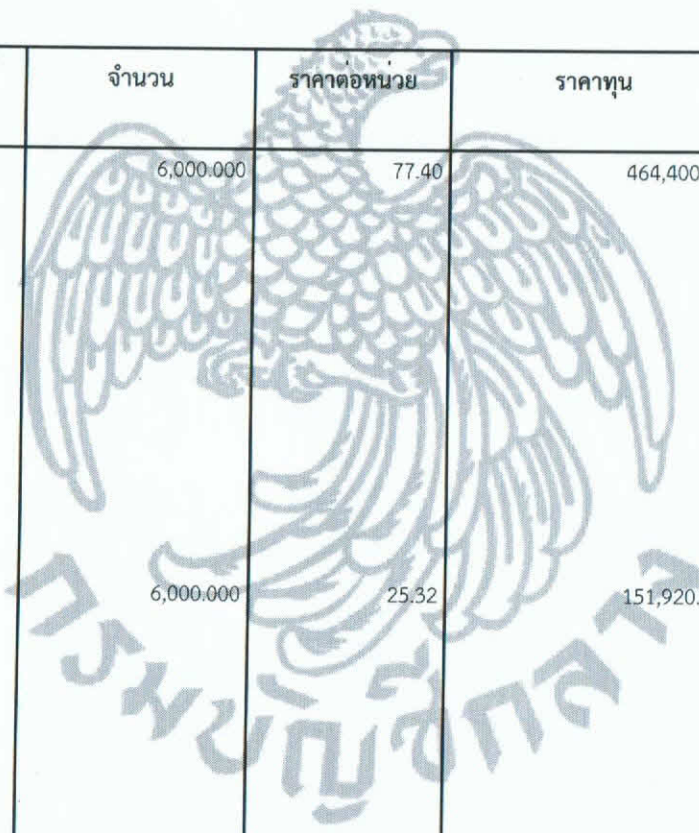 จำนวน ราคาต่อหน่วย ราคาทุน
6,000.000 77.40 464,400
6,000.000 25.32 151,920.
กรมบัญชีกลาง